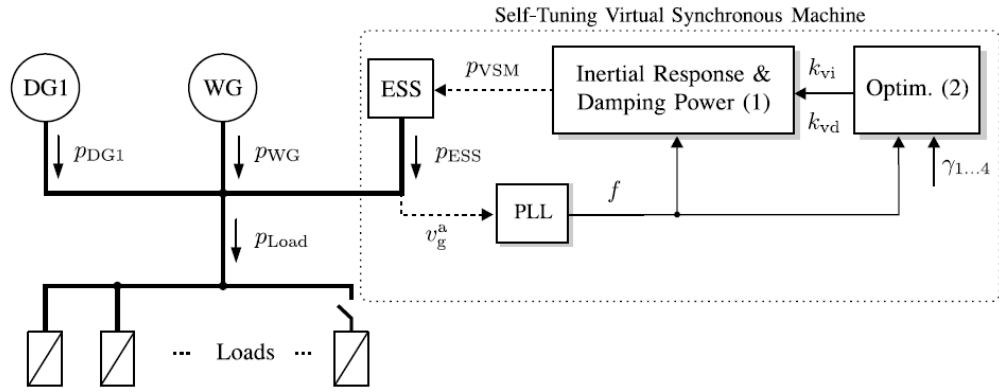 Self-Tuning Virtual Synchronous Machine
DG1
WG
ESS
p_VSM
Inertial Response &
Damping Power (1)
k_vi
k_vd
Optim. (2)
p_DG1
p_WG
p_ESS
γ_1...4
PLL
f
v_g^a
p_Load
··· Loads ···